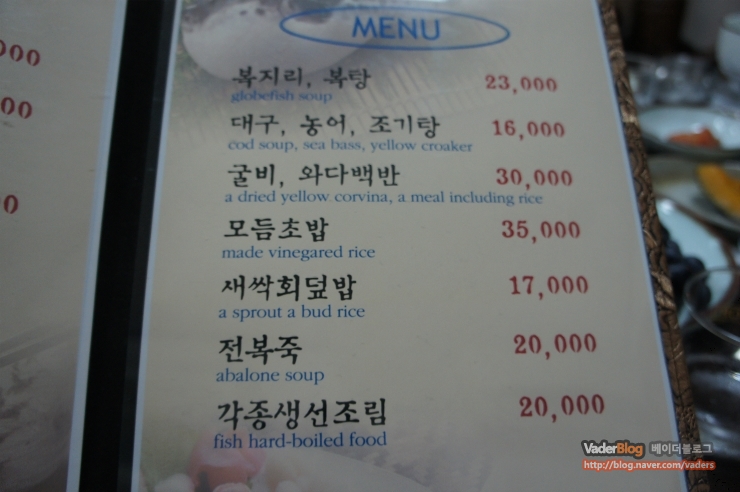 MENU
복지리, 복탕 23,000
globefish soup
대구, 농어, 조기탕 16,000
cod soup, sea bass, yellow croaker
굴비, 와다백반 30,000
a dried yellow corvina, a meal including rice
모듬초밥 35,000
made vinegared rice
새싹회덮밥 17,000
a sprout a bud rice
전복죽 20,000
abalone soup
각종생선조림 20,000
fish hard-boiled food
VaderBlog 베이더블로그
http://blog.naver.com/vaders